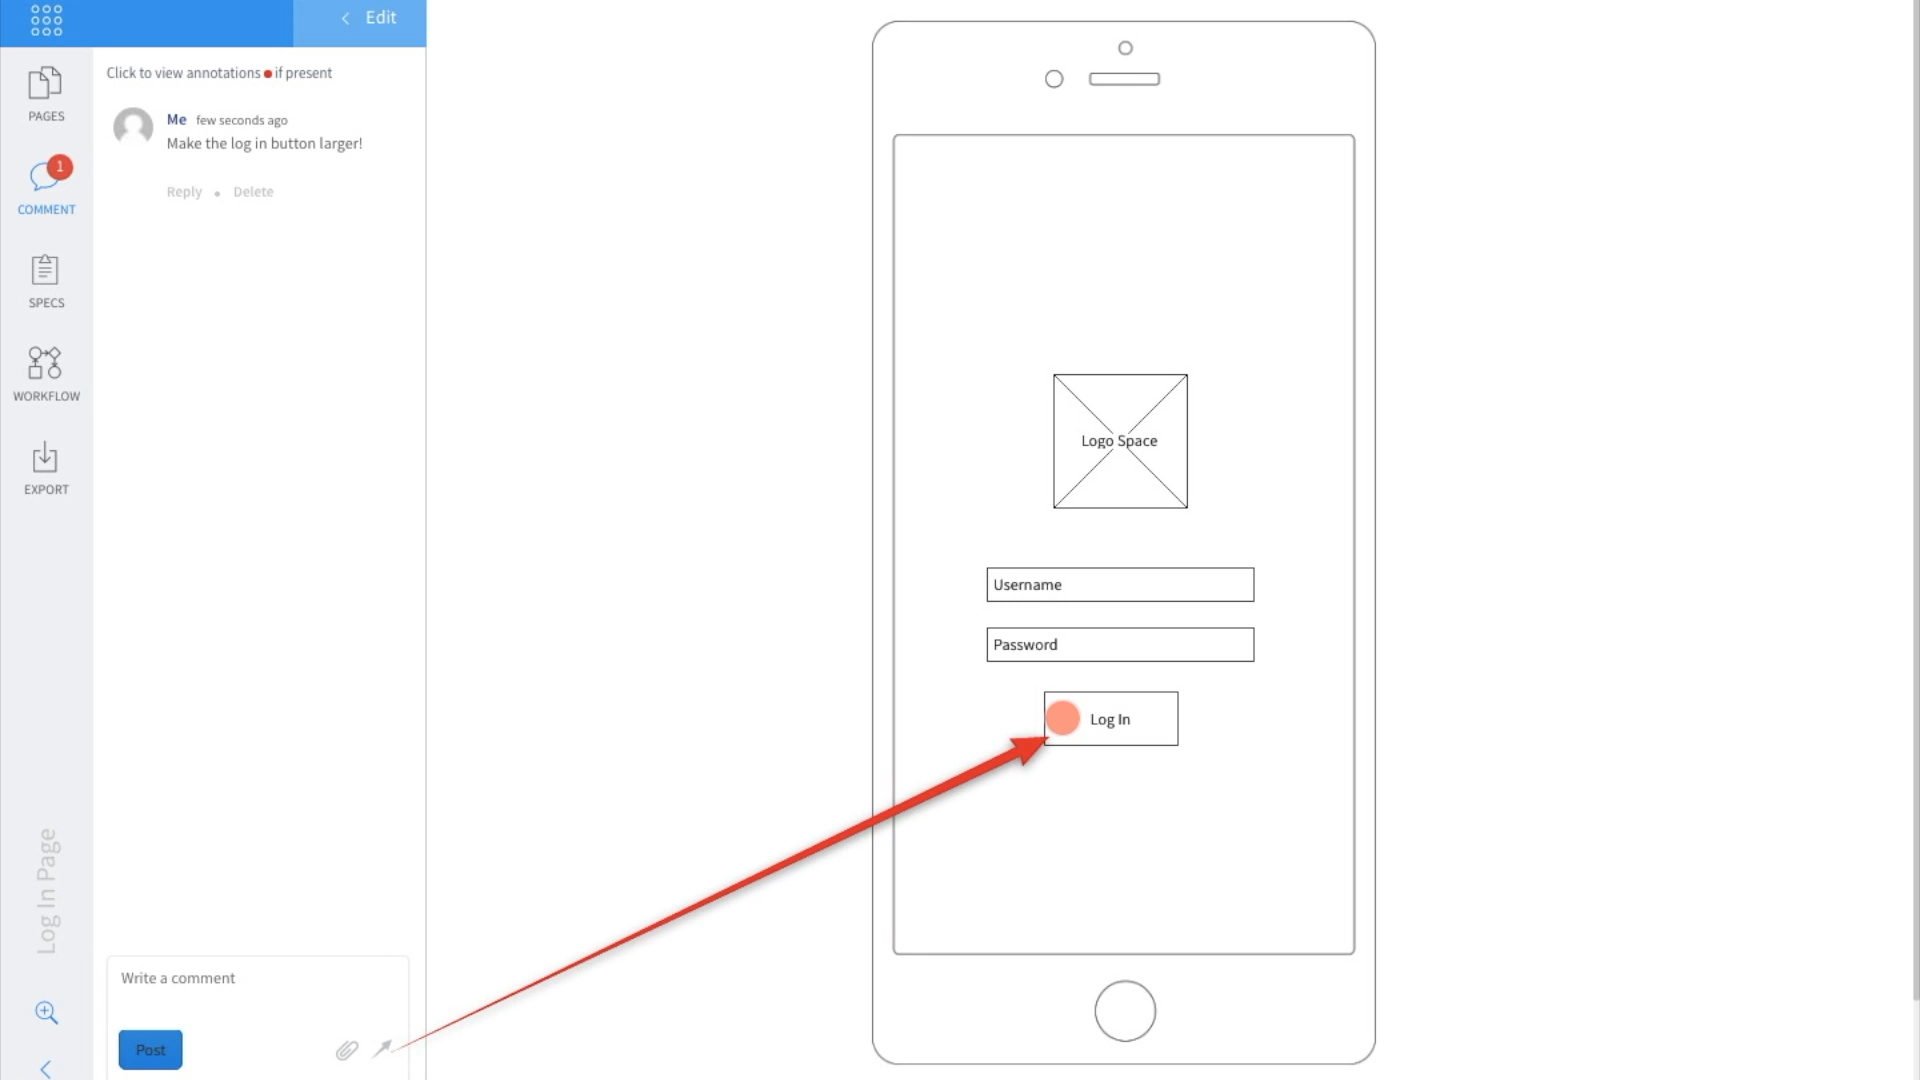 Edit
Click to view annotations if present
PAGES
Me few seconds ago
Make the log in button larger!
1
COMMENT
Reply • Delete
SPECS
WORKFLOW
EXPORT
Logo Space
Username
Password
Log In
Log In Page
Write a comment
Post